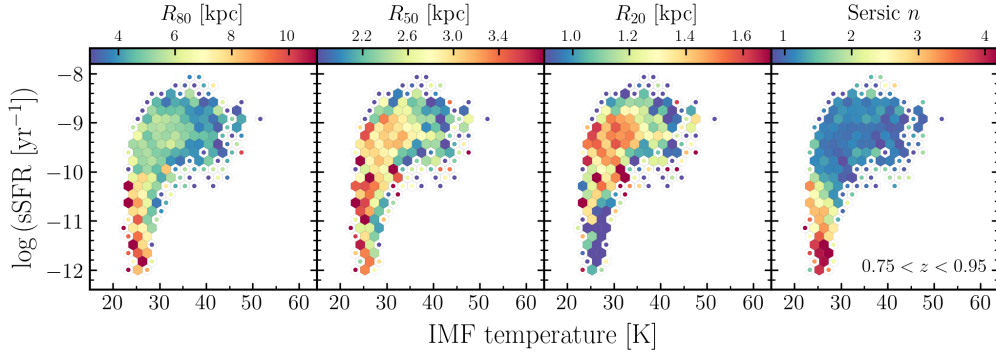 R80 [kpc] R50 [kpc] R20 [kpc] Sersic n
4 6 8 10 2.2 2.6 3.0 3.4 1.0 1.2 1.4 1.6 1 2 3 4
−8
−9
−10
−11
−12
log (sSFR [yr−1])
0.75 < z < 0.95
20 30 40 50 60 20 30 40 50 60 20 30 40 50 60 20 30 40 50 60
IMF temperature [K]